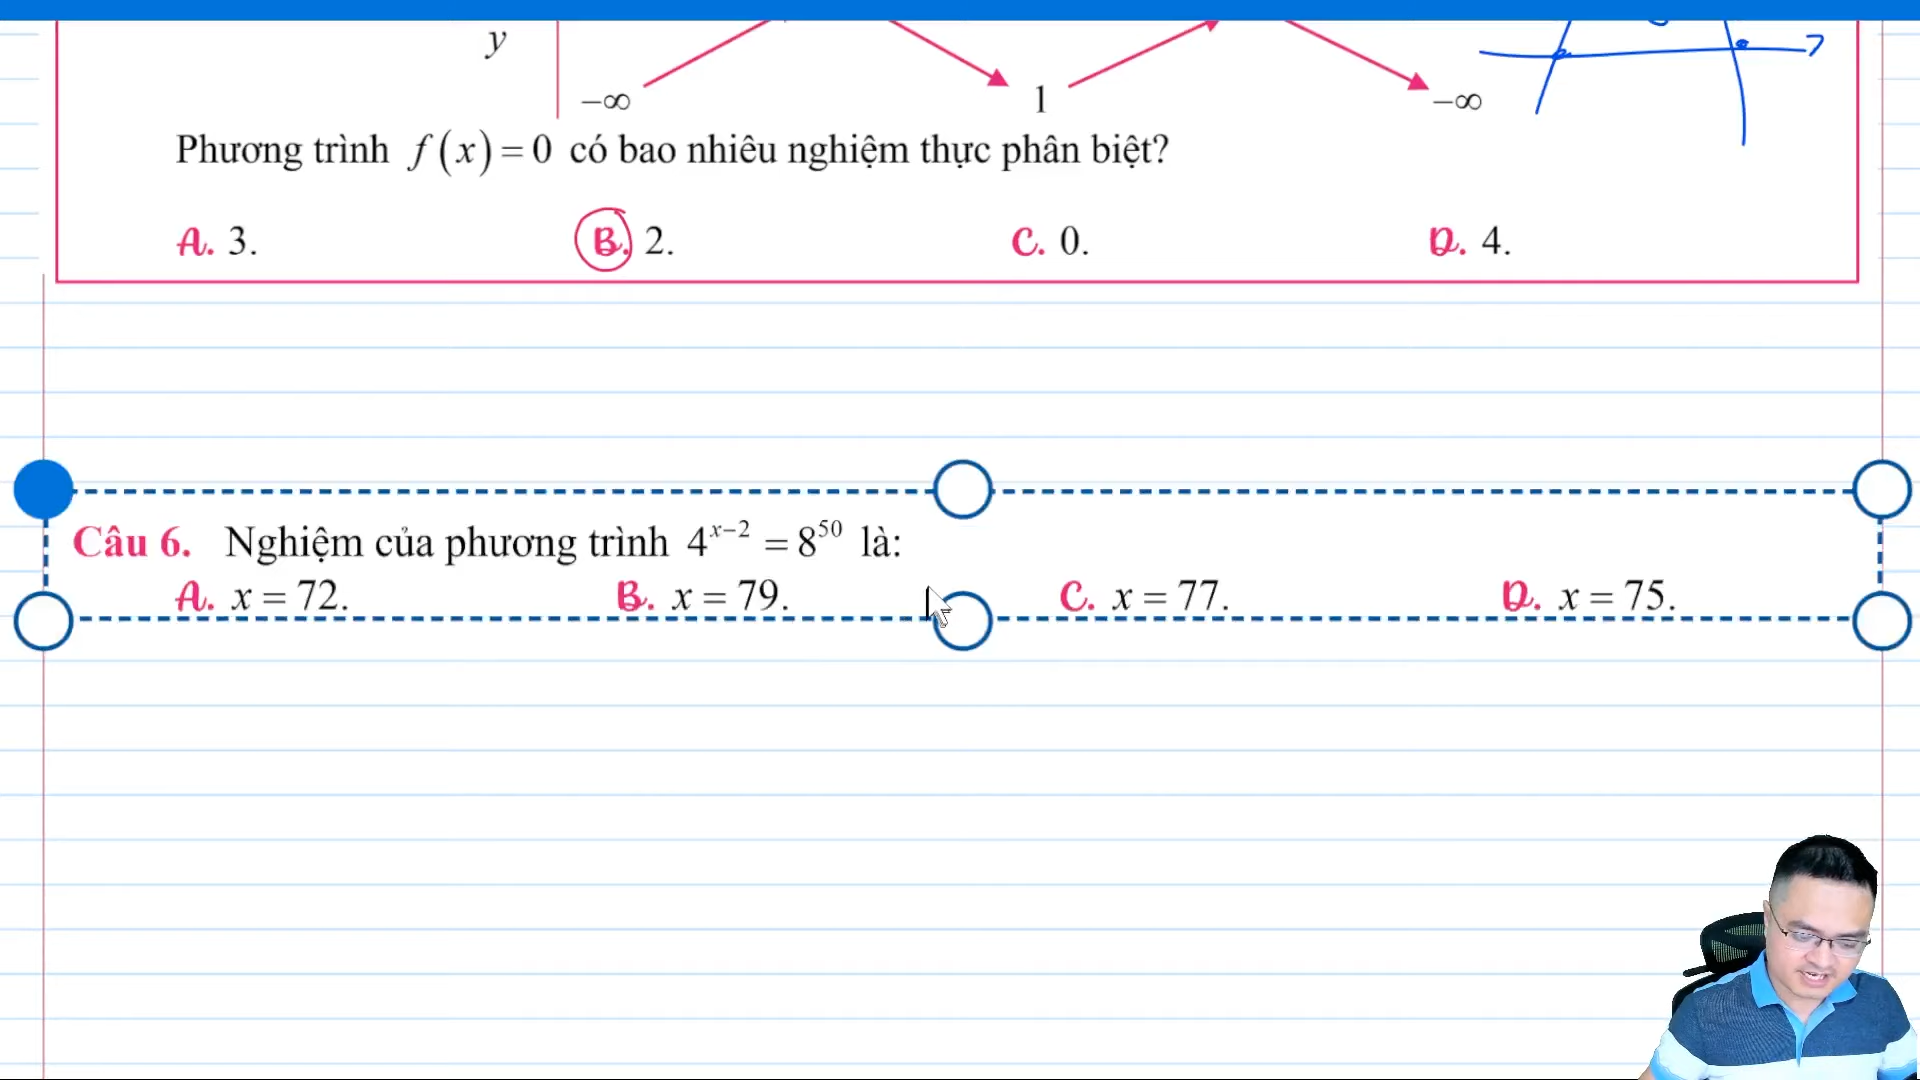 y
−∞ 1 −∞
Phương trình f(x) = 0 có bao nhiêu nghiệm thực phân biệt?
A. 3. B. 2. C. 0. D. 4.
Câu 6. Nghiệm của phương trình 4^{x−2} = 8^{50} là:
A. x = 72. B. x = 79. C. x = 77. D. x = 75.